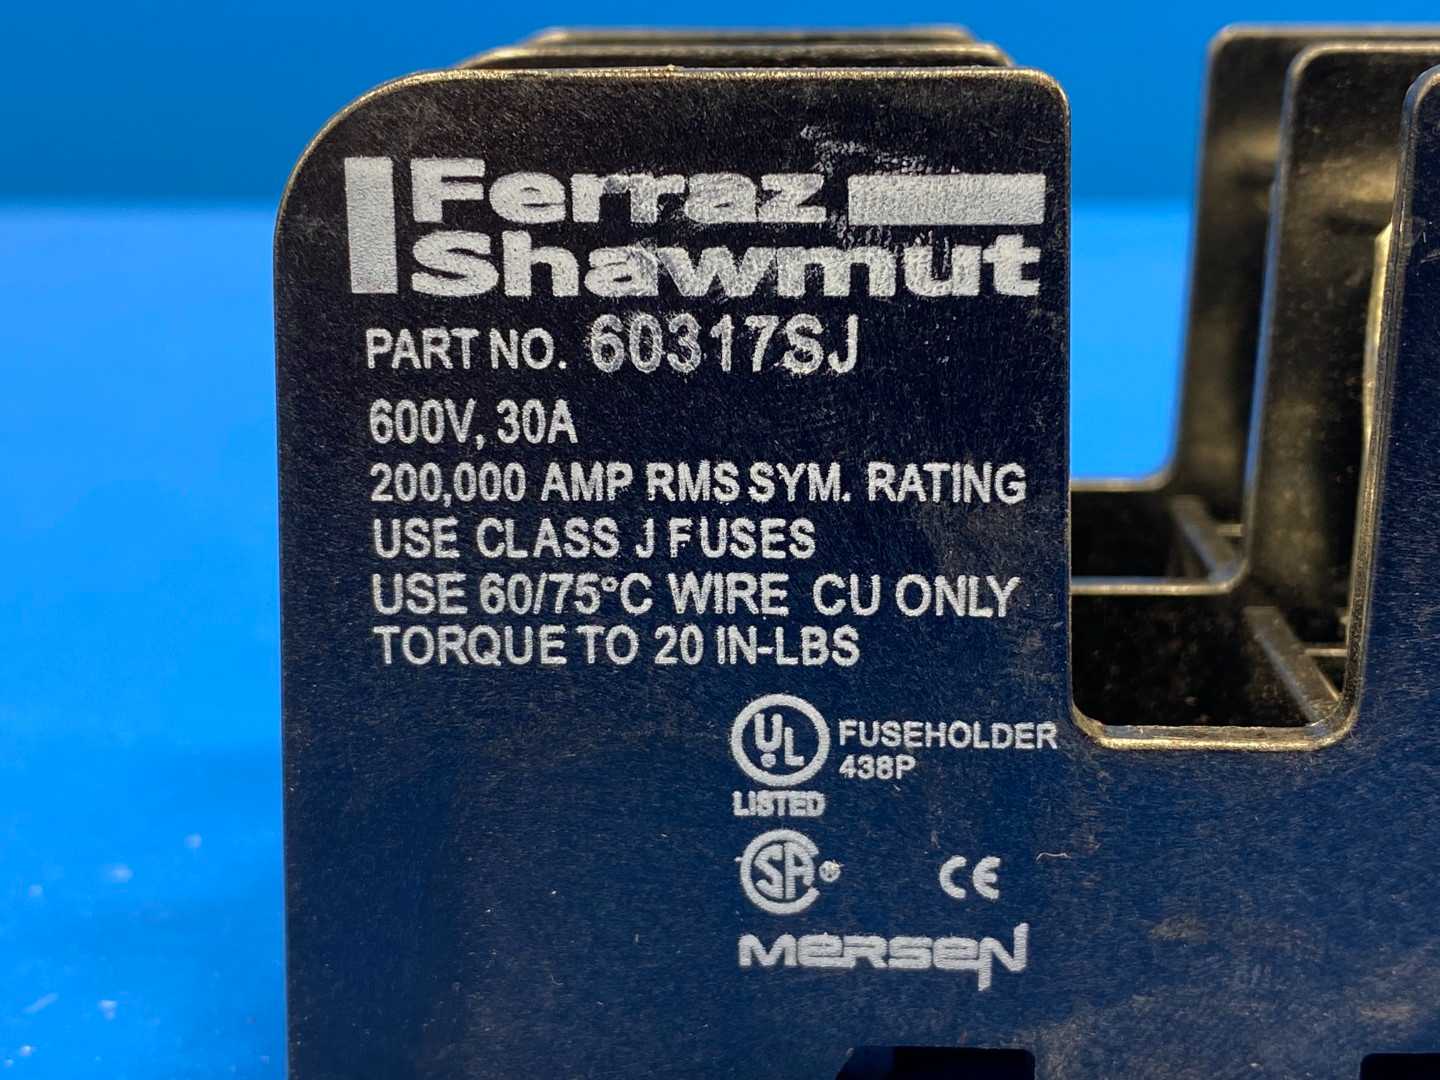 Ferraz
Shawmut
PART NO. 60317SJ
600V, 30A
200,000 AMP RMS SYM. RATING
USE CLASS J FUSES
USE 60/75°C WIRE CU ONLY
TORQUE TO 20 IN-LBS
UL FUSEHOLDER
438P
LISTED
SA ®
CE
MERSEN